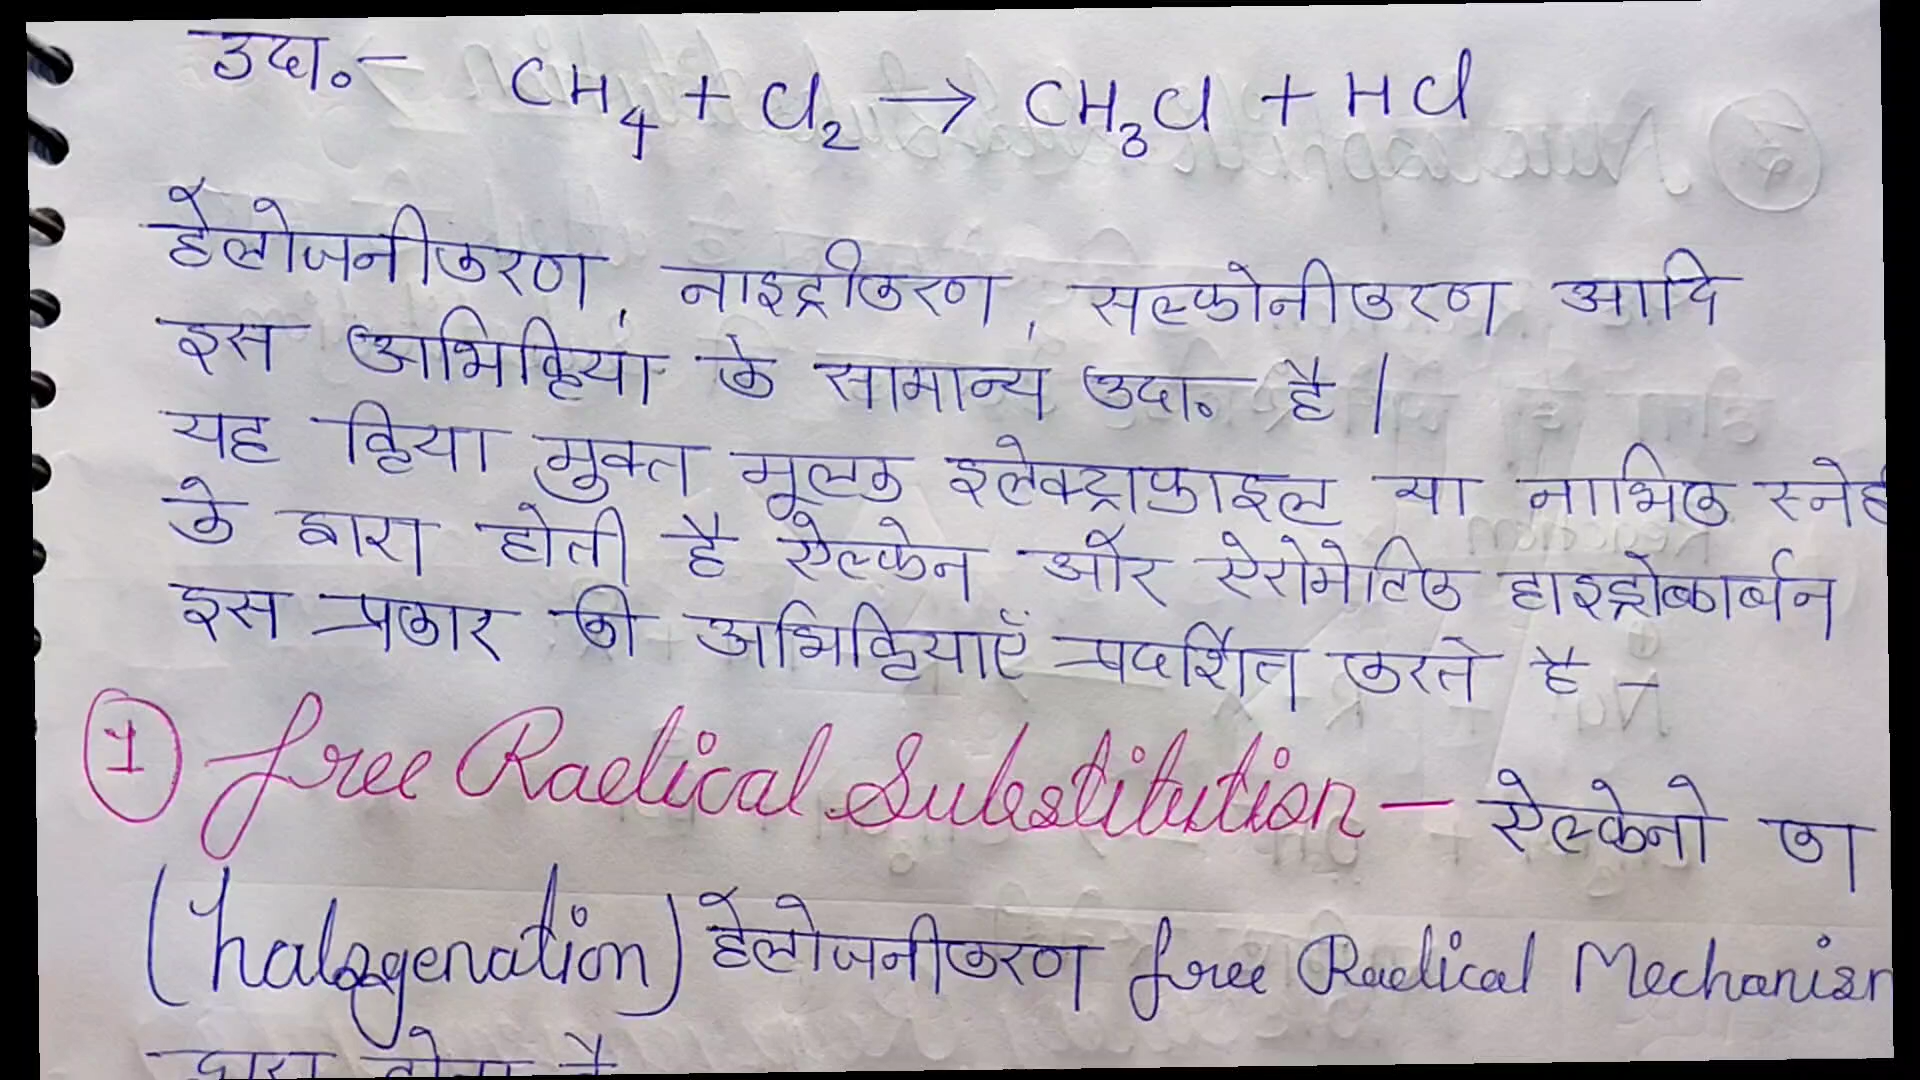 उदा०- CH₄ + Cl₂ → CH₃Cl + HCl
हैलोजनीकरण, नाइट्रीकरण, सल्फोनीकरण आदि
इस अभिक्रिया के सामान्य उदा० है।
यह क्रिया मुक्त मूलक इलेक्ट्राफाइल या नाभिक स्नेही
के द्वारा होती है ऐल्केन और ऐरोमेटिक हाइड्रोकार्बन
इस प्रकार की अभिक्रियाएँ प्रदर्शित करते है -
① free Radical Substitution - ऐल्केनो का
(halogenation) हैलोजनीकरण free Radical Mechanism
द्वारा होता है